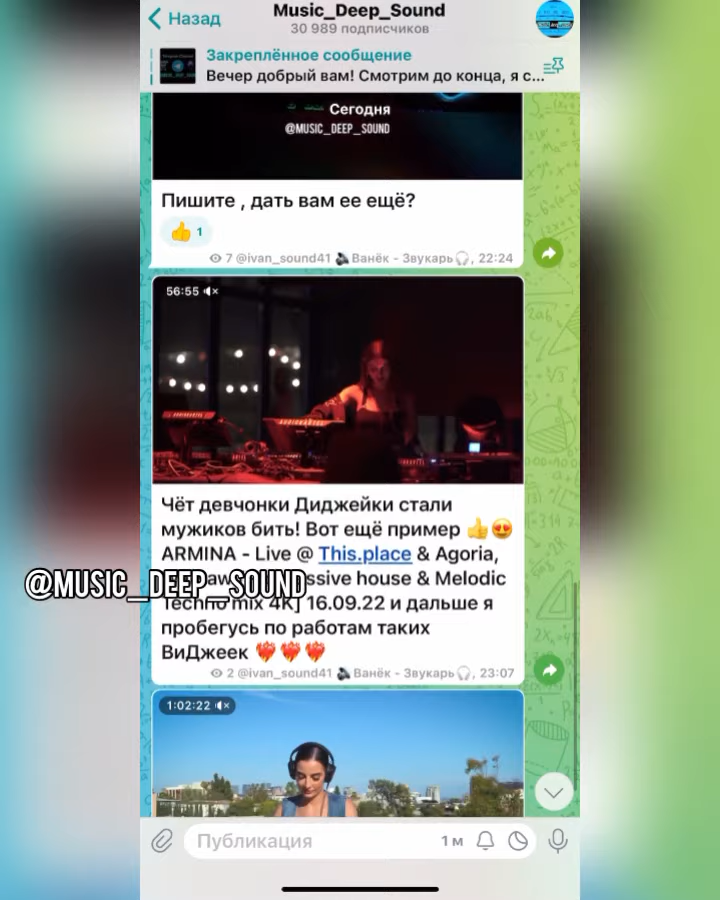 Назад
Music_Deep_Sound
30 989 подписчиков
Закреплённое сообщение
Вечер добрый вам! Смотрим до конца, я с...
Сегодня
@MUSIC_DEEP_SOUND
Пишите , дать вам ее ещё?
👍 1
7 @ivan_sound41 🔈Ванёк - Звукарь🎧, 22:24
56:55
Чёт девчонки Диджейки стали
мужиков бить! Вот ещё пример 👍😍
ARMINA - Live @ This.place & Agoria,
ssive house & Melodic
@MUSIC_DEEP_SOUND
Techno mix 4K] 16.09.22 и дальше я
пробегусь по работам таких
ВиДжеек ❤️‍🔥❤️‍🔥❤️‍🔥
2 @ivan_sound41 🔈Ванёк - Звукарь🎧, 23:07
1:02:22
Публикация
1м